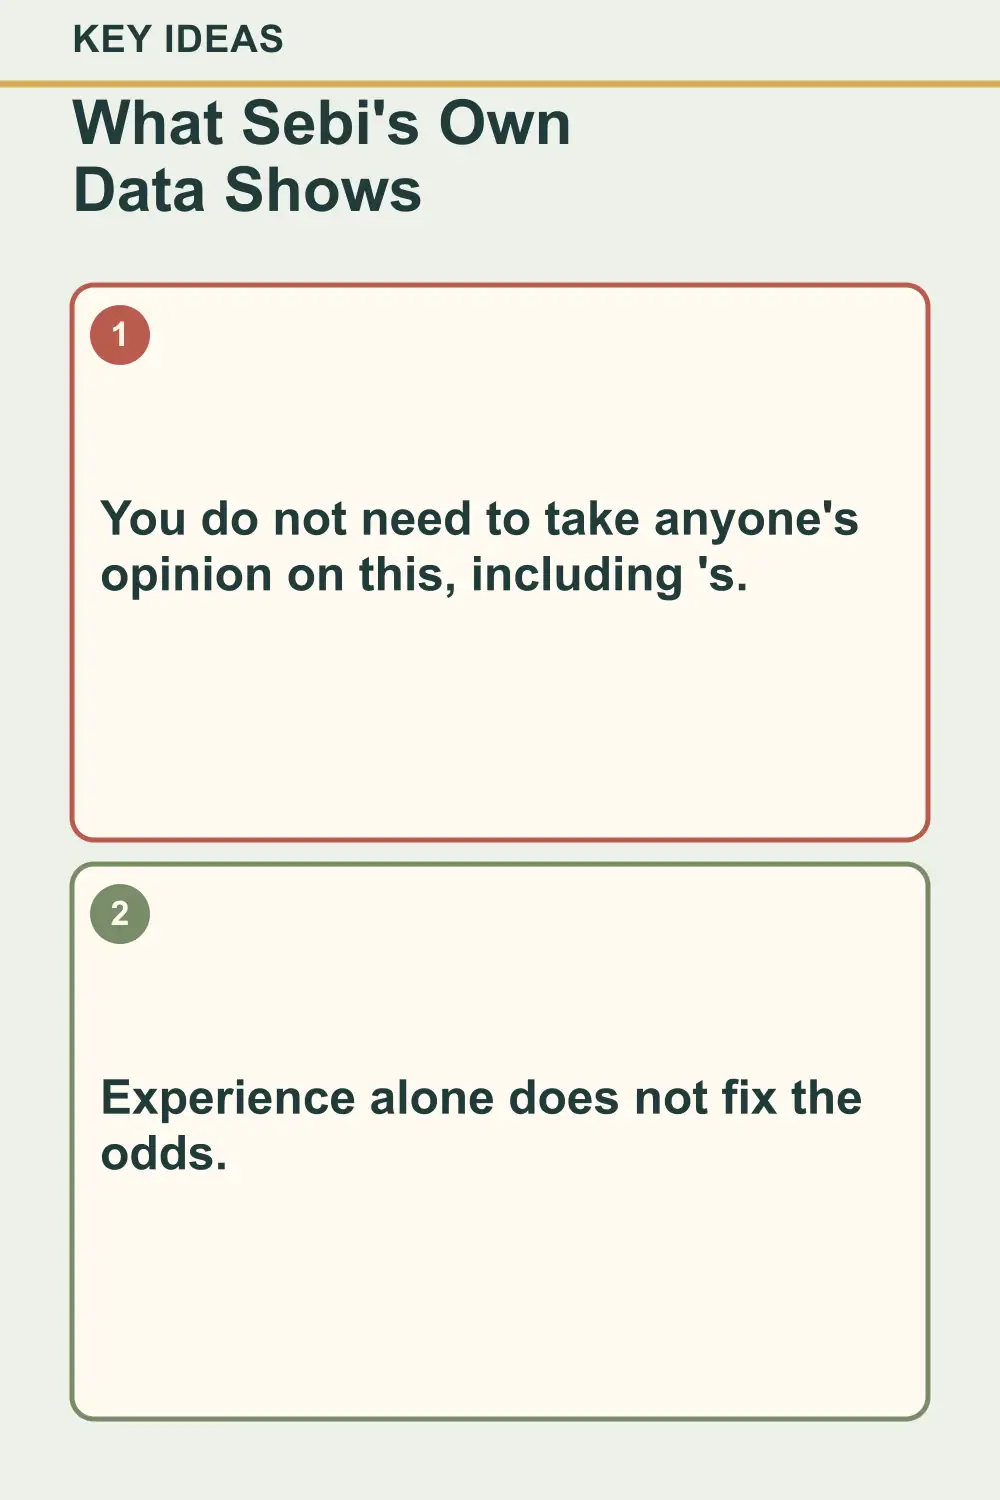 KEY IDEAS
What Sebi's Own
Data Shows
1
You do not need to take anyone's
opinion on this, including 's.
2
Experience alone does not fix the
odds.